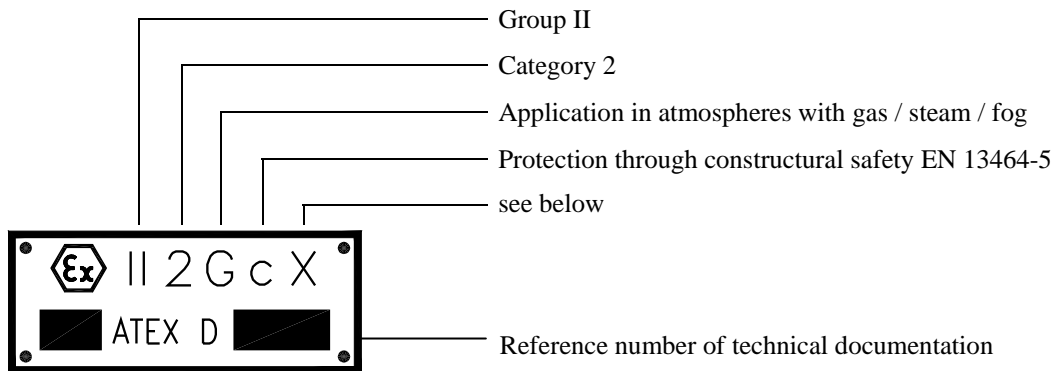 Group II
Category 2
Application in atmospheres with gas / steam / fog
Protection through constructural safety EN 13464-5
see below
Ex II 2 G c X
ATEX D
Reference number of technical documentation